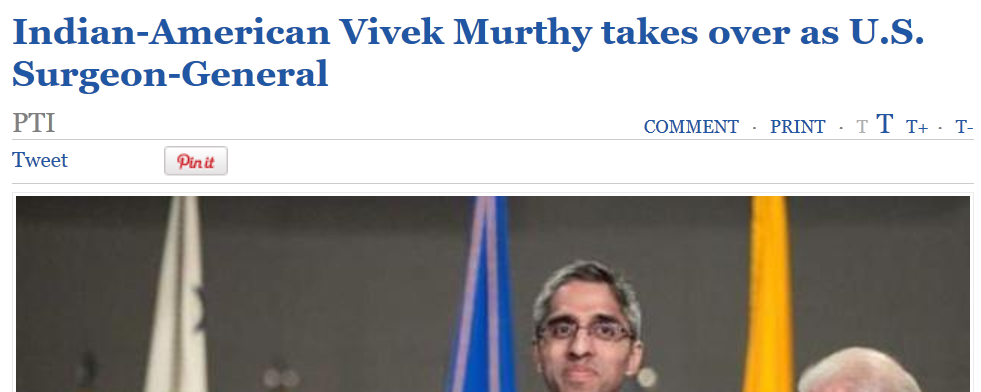 Indian-American Vivek Murthy takes over as U.S.
Surgeon-General
PTI
COMMENT · PRINT · T T T+ · T-
Tweet
Pin it